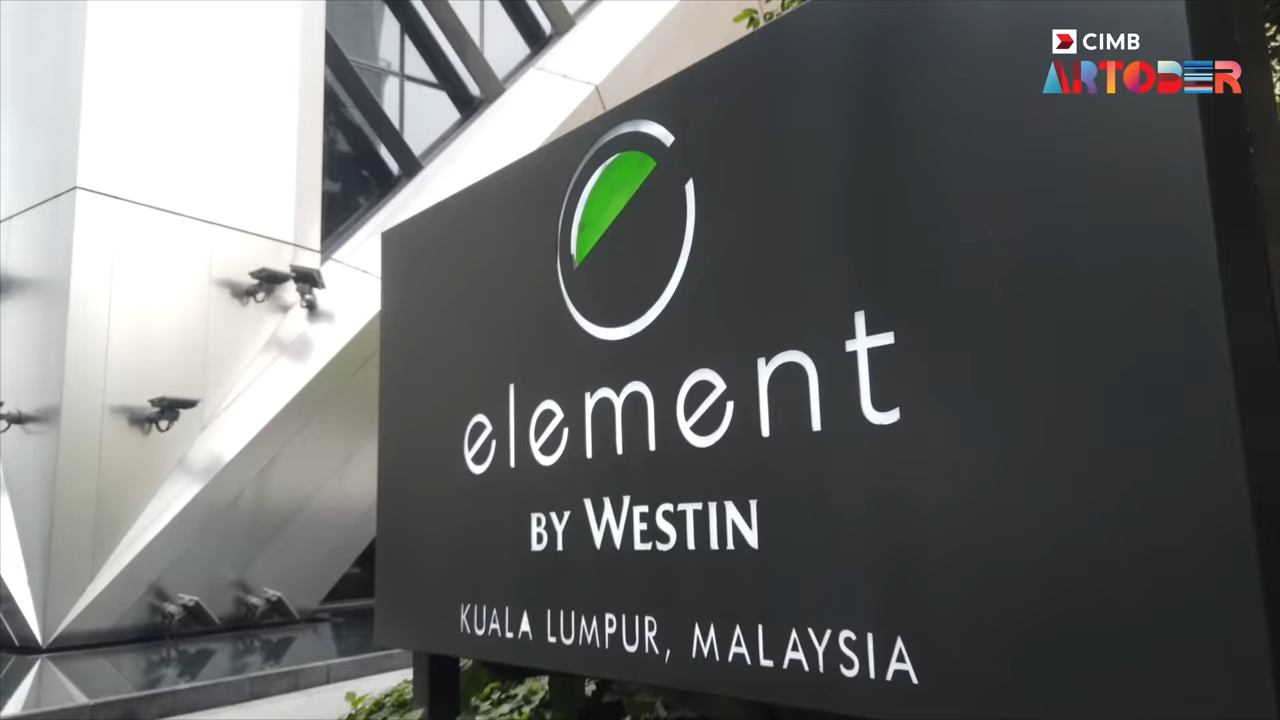 CIMB
ARTOBER
element
BY WESTIN
KUALA LUMPUR, MALAYSIA